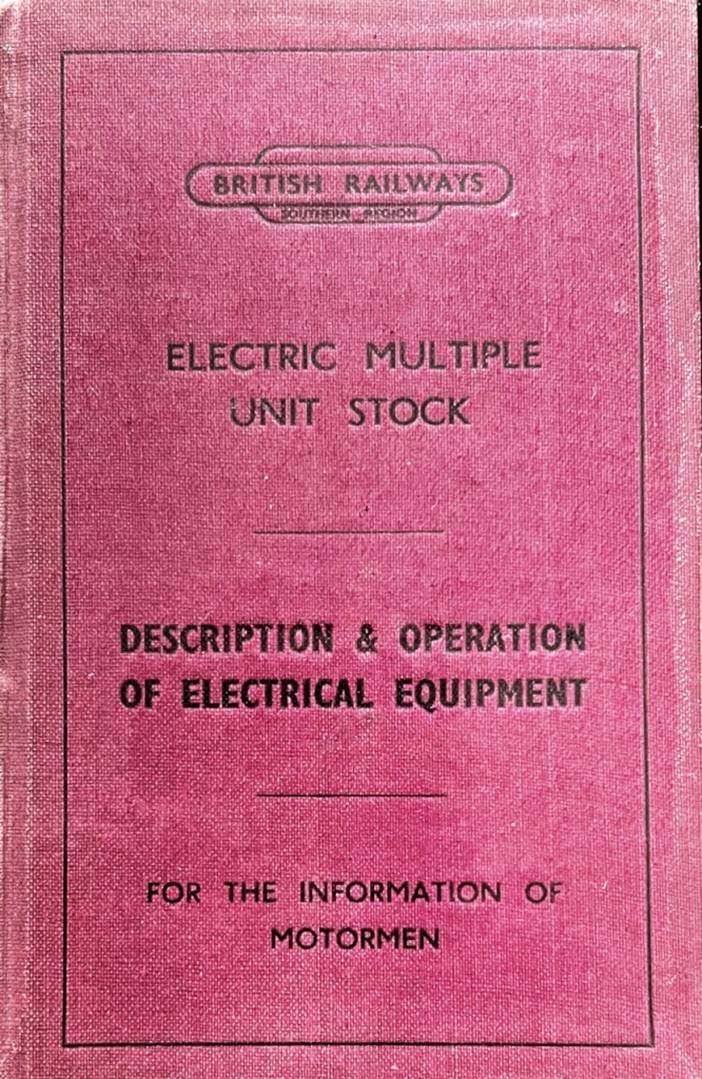 BRITISH RAILWAYS
SOUTHERN REGION
ELECTRIC MULTIPLE
UNIT STOCK
DESCRIPTION & OPERATION
OF ELECTRICAL EQUIPMENT
FOR THE INFORMATION OF
MOTORMEN